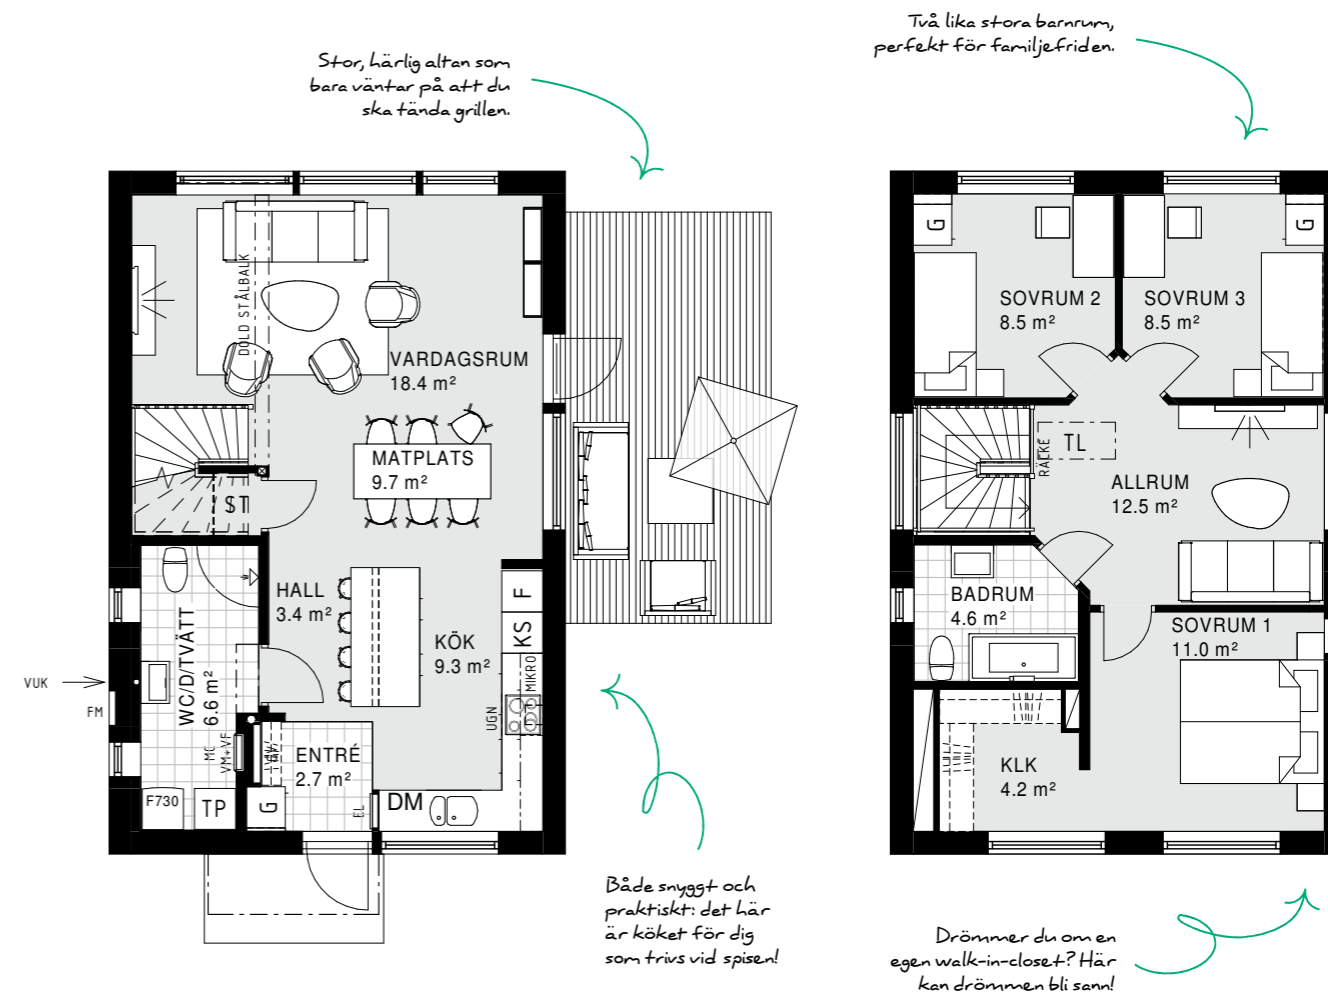 Stor, härlig altan som
bara väntar på att du
ska tända grillen.
Två lika stora barnrum,
perfekt för familjefriden.
DOLD STÅLBALK
VARDAGSRUM
18.4 m²
MATPLATS
9.7 m²
ST
HALL
3.4 m²
KÖK
9.3 m²
F
KS
MIKRO
UGN
WC/D/TVÄTT
6.6 m²
VUK
FM
MC
VM+VF
ENTRÉ
2.7 m²
F730
TP
G
EL
DM
G
G
SOVRUM 2
8.5 m²
SOVRUM 3
8.5 m²
RÄCKE
TL
ALLRUM
12.5 m²
BADRUM
4.6 m²
SOVRUM 1
11.0 m²
KLK
4.2 m²
Både snyggt och
praktiskt: det här
är köket för dig
som trivs vid spisen!
Drömmer du om en
egen walk-in-closet? Här
kan drömmen bli sann!